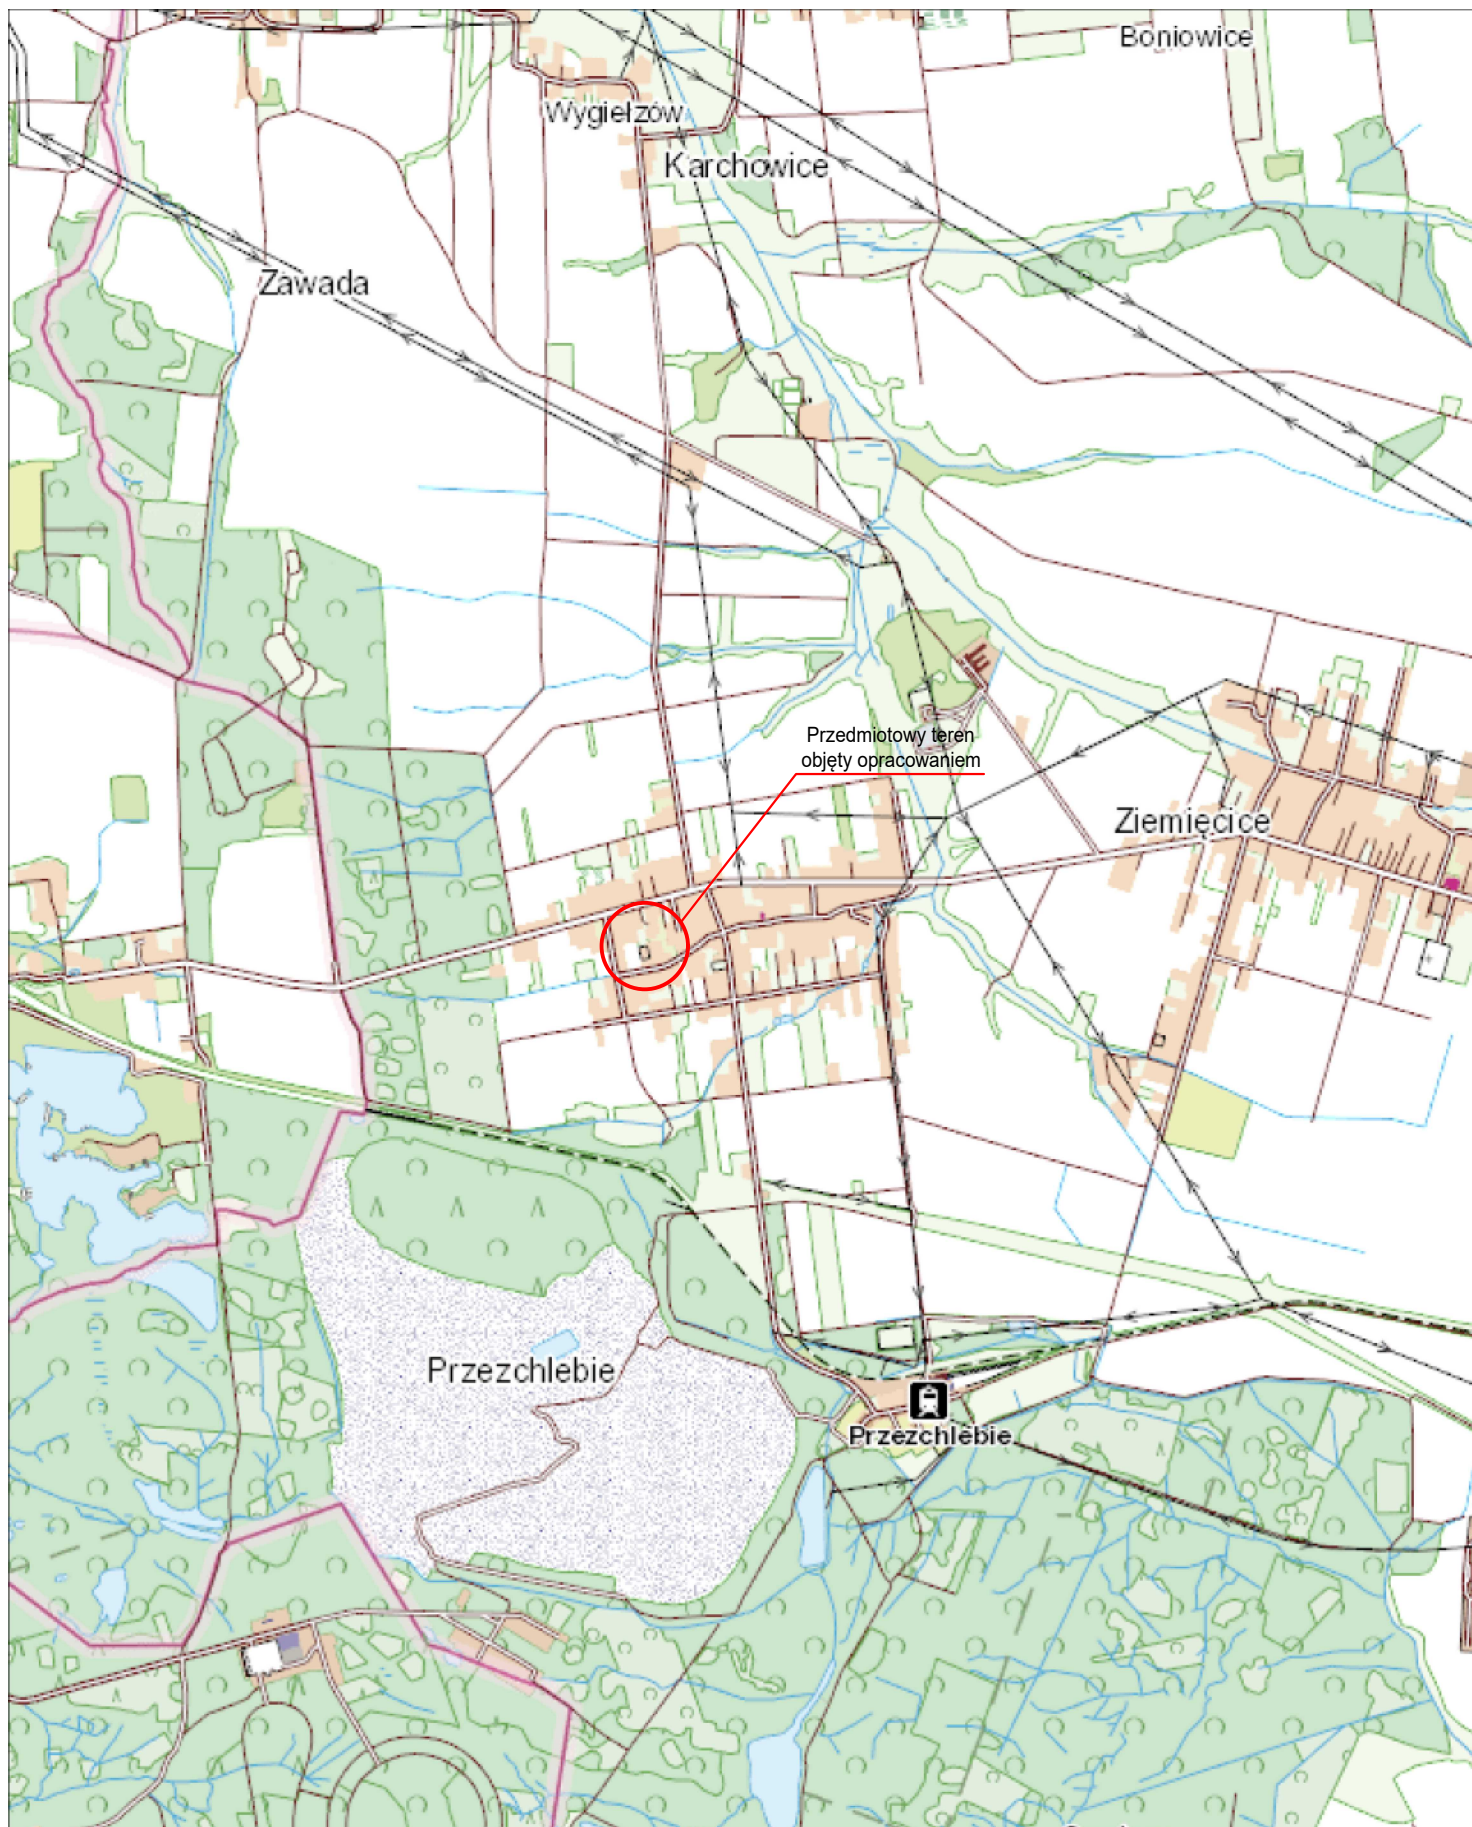 Boniowice
Wygiełzów
Karchowice
Zawada
Przedmiotowy teren
objęty opracowaniem
Ziemięcice
Przezchlebie
Przezchlebie